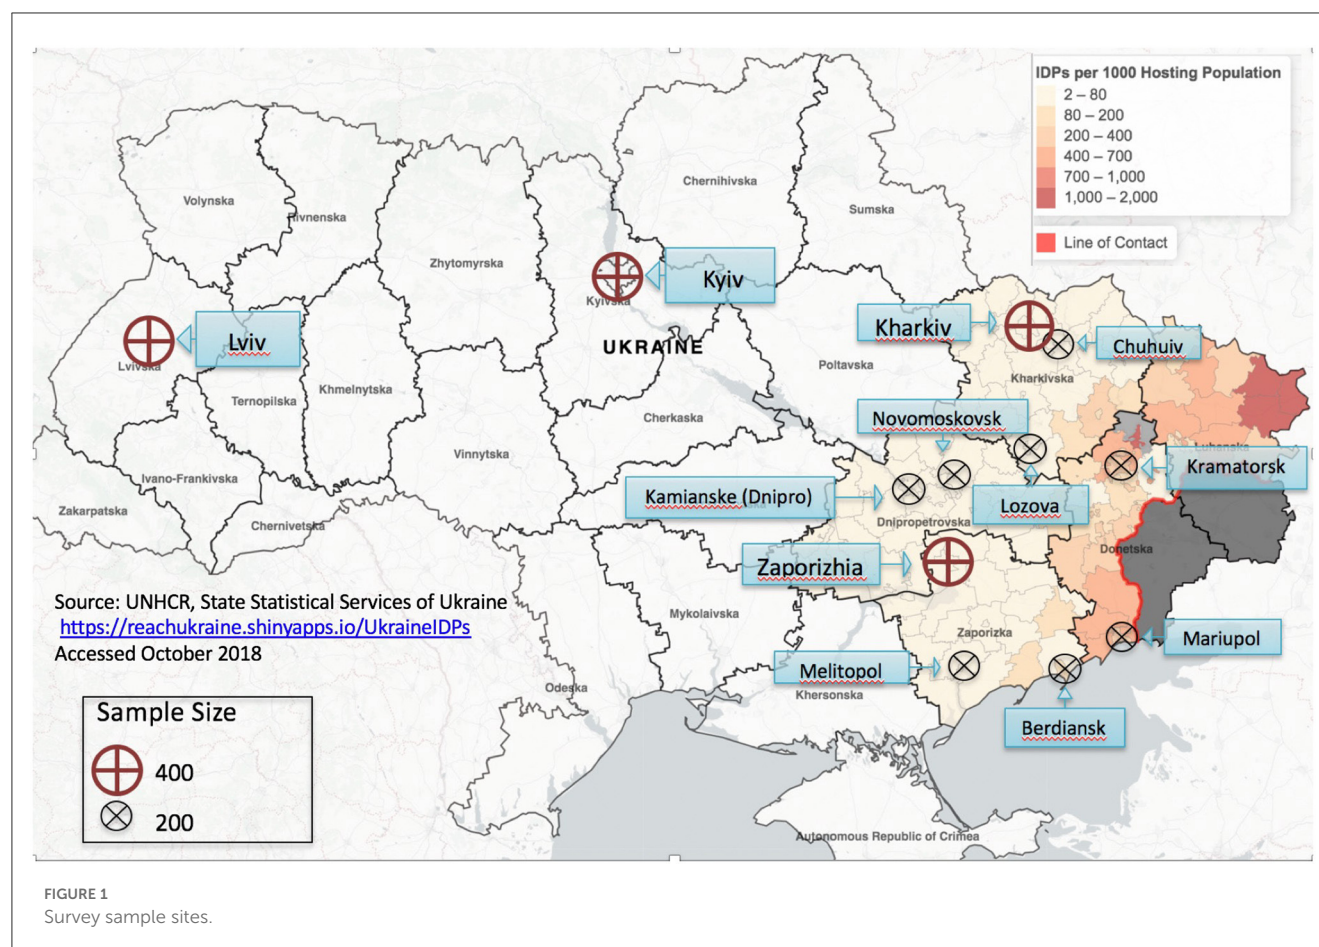 IDPs per 1000 Hosting Population
2 – 80
80 – 200
200 – 400
400 – 700
700 – 1,000
1,000 – 2,000
Line of Contact
Volynska
Rivnenska
Zhytomyrska
Chernihivska
Sumska
Kyiv
Kyivska
Lviv
Lvivska
UKRAINE
Kharkiv
Chuhuiv
Kharkivska
Poltavska
Ternopilska
Khmelnytska
Cherkaska
Novomoskovsk
Vinnytska
Luhanska
Kramatorsk
Ivano-Frankivska
Kamianske (Dnipro)
Lozova
Zakarpatska
Chernivetska
Dnipropetrovska
Donetska
Zaporizhia
Source: UNHCR, State Statistical Services of Ukraine
https://reachukraine.shinyapps.io/UkraineIDPs
Accessed October 2018
Mykolaivska
Zaporizka
Mariupol
Melitopol
Odeska
Khersonska
Berdiansk
Sample Size
400
200
Autonomous Republic of Crimea
FIGURE 1
Survey sample sites.